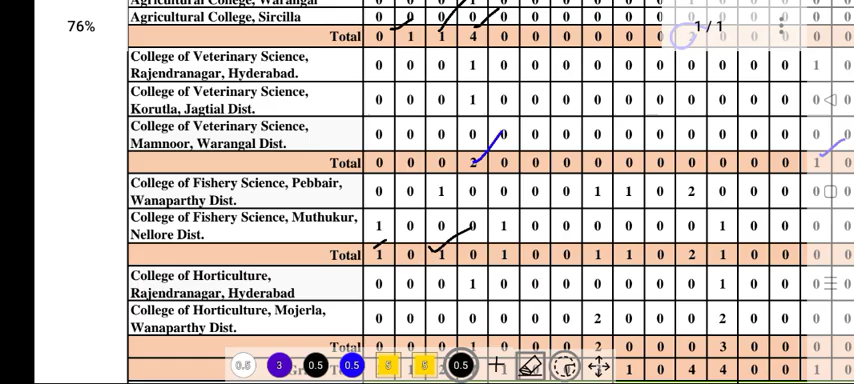 Agricultural College, Warangal
76%
Agricultural College, Sircilla 0 0 0 0 0 0 0 0 0
1 / 1
Total 0 1 1 4 0 0 0 0 0 0
College of Veterinary Science,
Rajendranagar, Hyderabad. 0 0 0 1 0 0 0 0 0 0 0 0 0 0 1 0
College of Veterinary Science,
Korutla, Jagtial Dist. 0 0 0 1 0 0 0 0 0 0 0 0 0 0 0 0
College of Veterinary Science,
Mamnoor, Warangal Dist. 0 0 0 0 0 0 0 0 0 0 0 0 0 0 0 0
Total 0 0 0 2 0 0 0 0 0 0 0 0 0 0 1 0
College of Fishery Science, Pebbair,
Wanaparthy Dist. 0 0 1 0 0 0 0 1 1 0 2 0 0 0 0 0
College of Fishery Science, Muthukur,
Nellore Dist. 1 0 0 0 1 0 0 0 0 0 0 1 0 0 0 0
Total 1 0 1 0 1 0 0 1 1 0 2 1 0 0 0 0
College of Horticulture,
Rajendranagar, Hyderabad 0 0 0 1 0 0 0 0 0 0 0 1 0 0 0 0
College of Horticulture, Mojerla,
Wanaparthy Dist. 0 0 0 0 0 0 0 2 0 0 0 2 0 0 0 0
Total 0 0 0 1 0 0 0 2 0 0 0 3 0 0 0 0
0.5 3 0.5 0.5 5 5 0.5 1 0 4 4 0 0 1 0